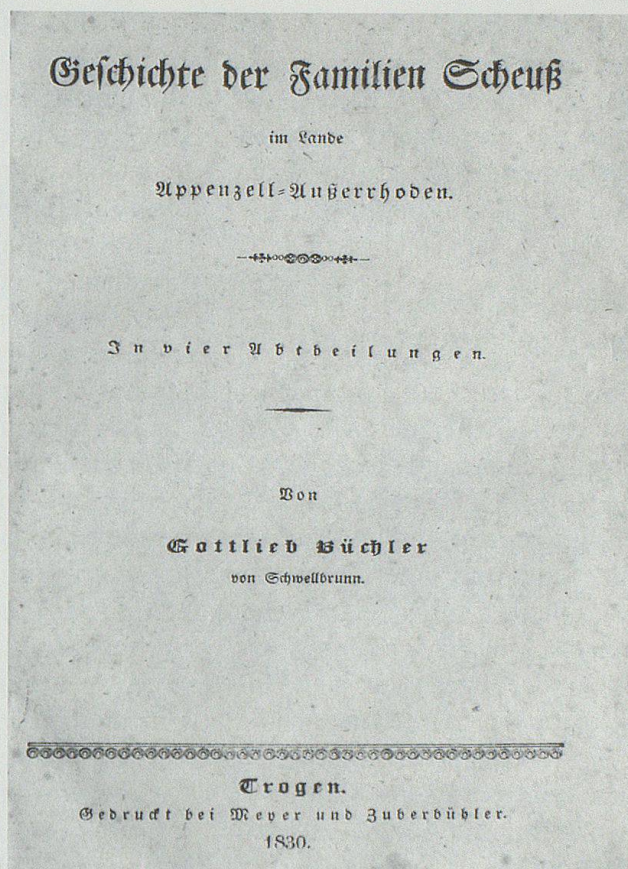 Geschichte der Familien Scheuß
im Lande
Appenzell-Außerrhoden.
In vier Abtheilungen.
Von
Gottlieb Büchler
von Schwellbrunn.
Trogen.
Gedruckt bei Meyer und Zuberbühler.
1830.